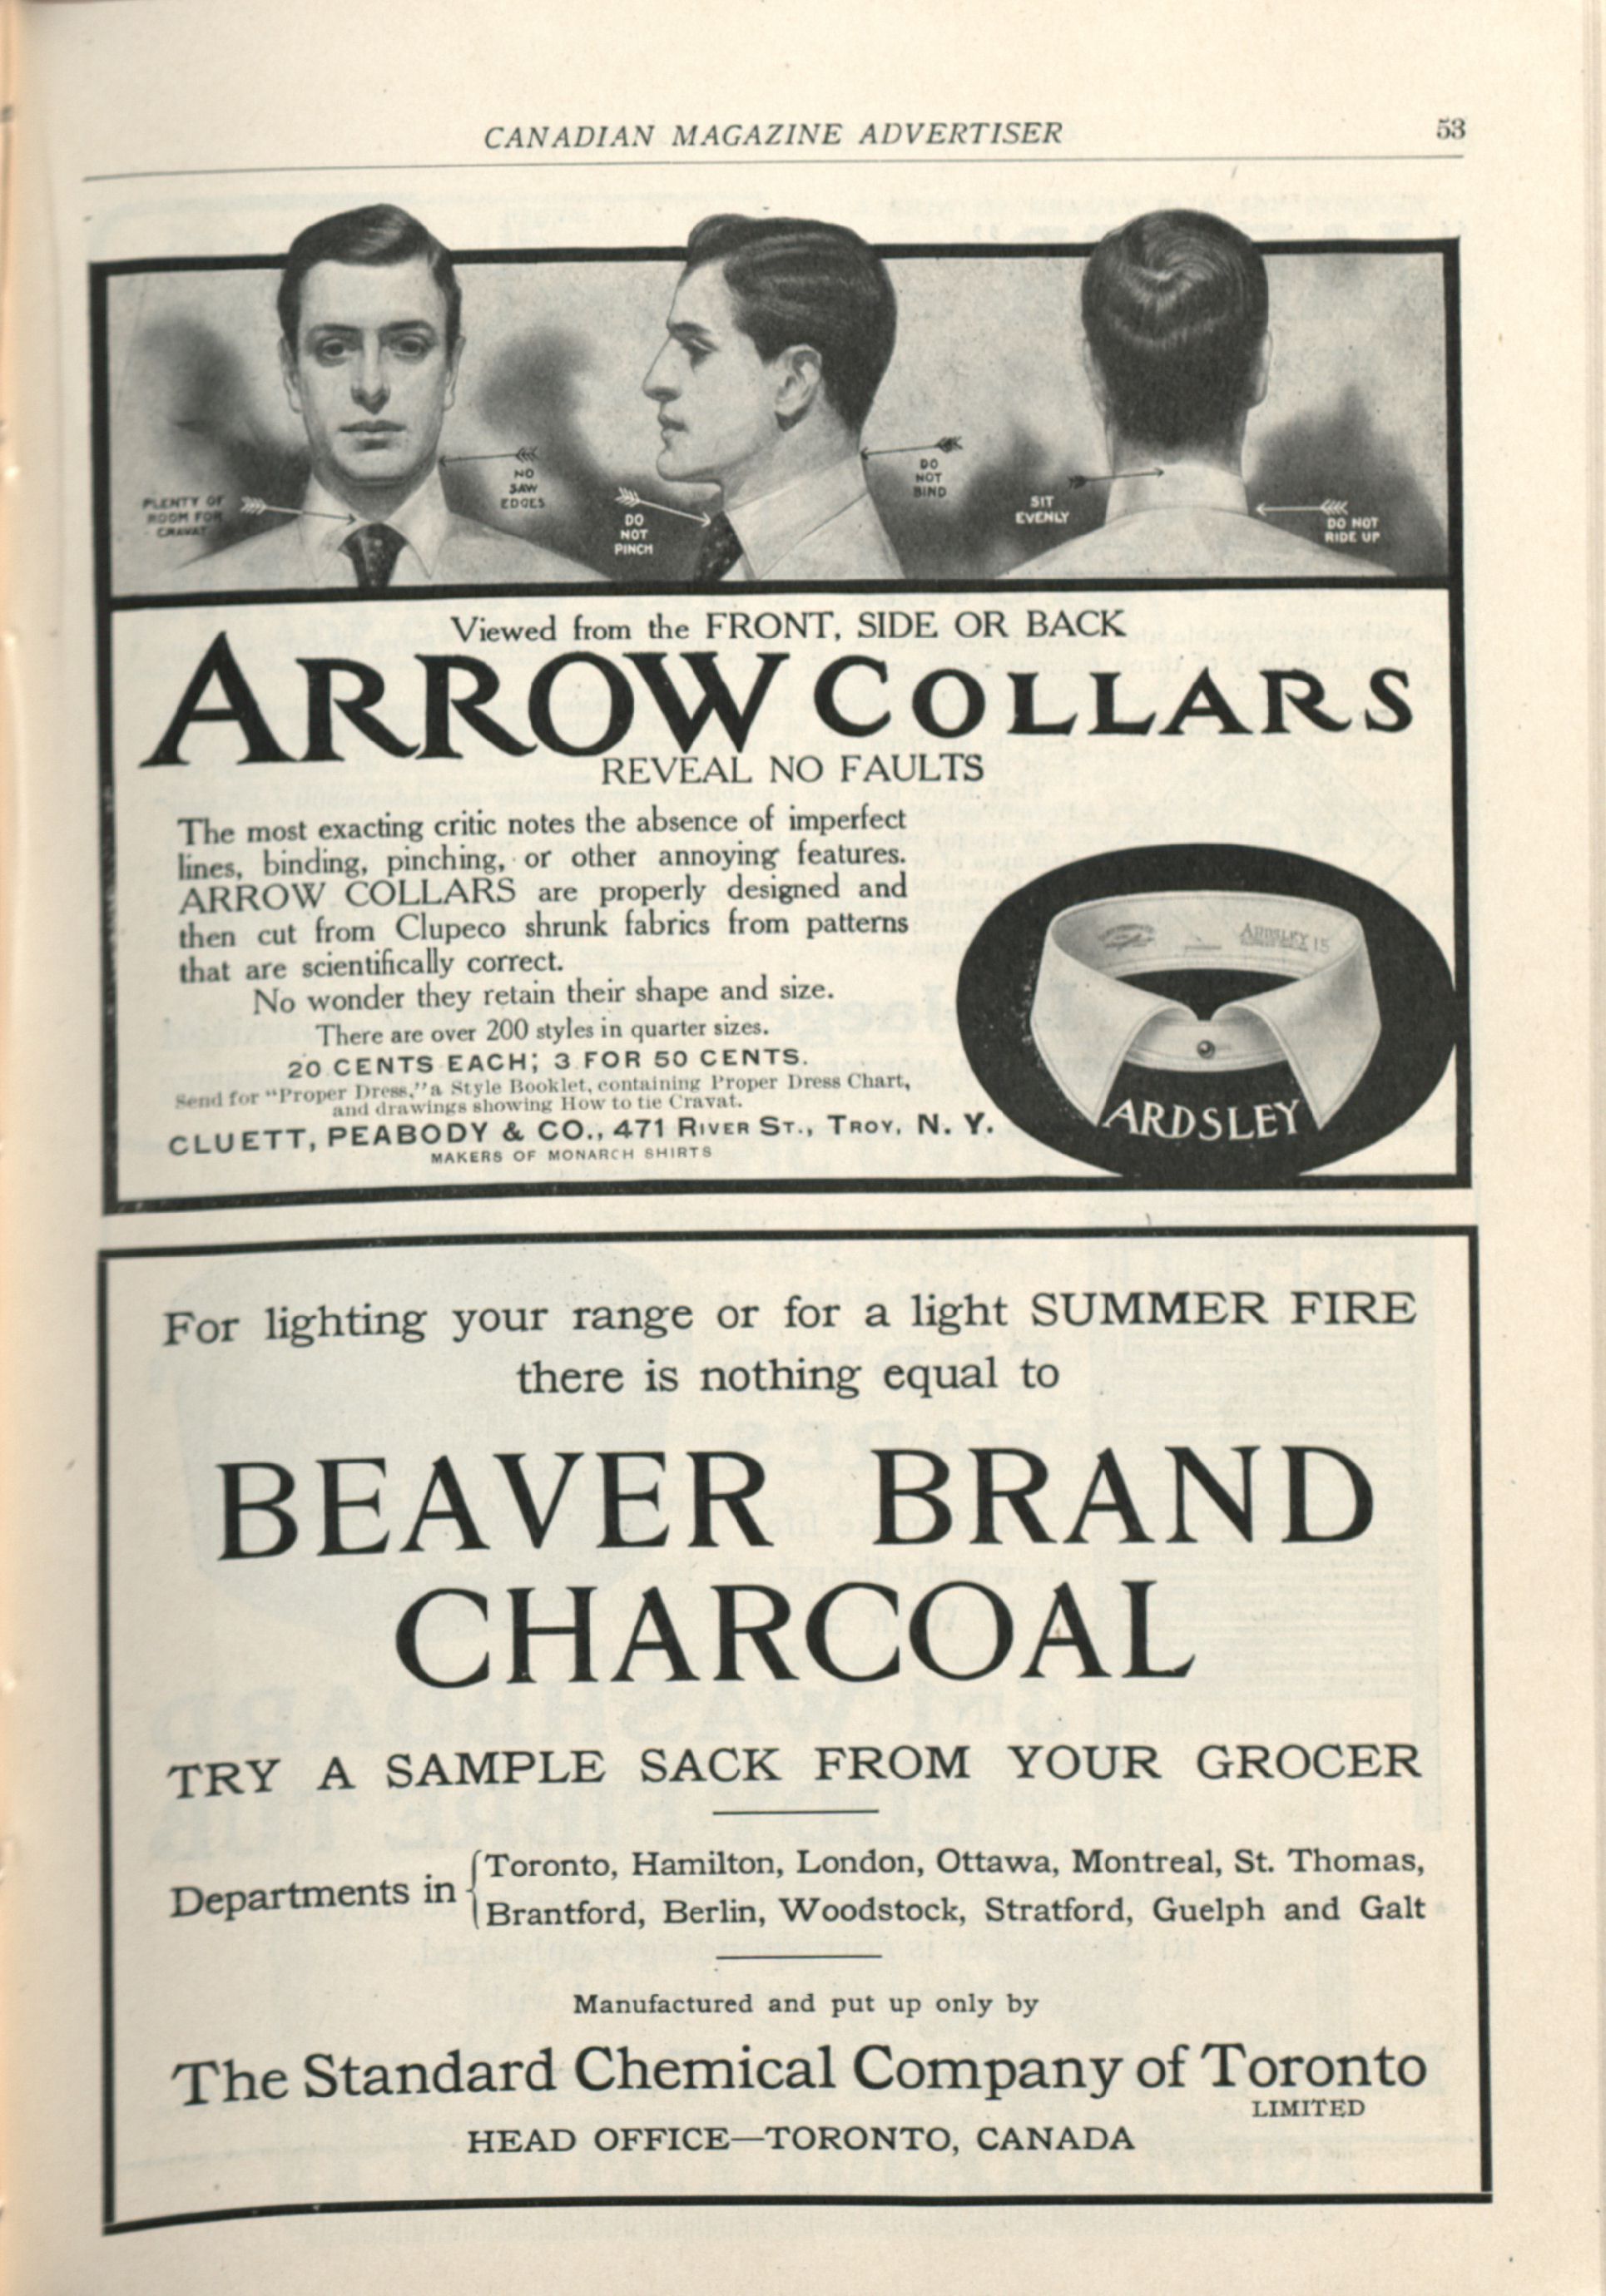 CANADIAN MAGAZINE ADVERTISER
53
PLENTY OF
ROOM FOR
CRAVAT
NO
SAW
EDGES
DO
NOT
PINCH
DO
NOT
BIND
SIT
EVENLY
DO NOT
RIDE UP
Viewed from the FRONT, SIDE OR BACK
ARROW COLLARS
REVEAL NO FAULTS
The most exacting critic notes the absence of imperfect
lines, binding, pinching, or other annoying features.
ARROW COLLARS are properly designed and
then cut from Clupeco shrunk fabrics from patterns
that are scientifically correct.
No wonder they retain their shape and size.
There are over 200 styles in quarter sizes.
20 CENTS EACH; 3 FOR 50 CENTS.
Send for "Proper Dress," a Style Booklet, containing Proper Dress Chart,
and drawings showing How to tie Cravat.
CLUETT, PEABODY & CO., 471 RIVER ST., TROY, N. Y.
MAKERS OF MONARCH SHIRTS
ARDSLEY 15
ARDSLEY
For lighting your range or for a light SUMMER FIRE
there is nothing equal to
BEAVER BRAND
CHARCOAL
TRY A SAMPLE SACK FROM YOUR GROCER
Departments in
Toronto, Hamilton, London, Ottawa, Montreal, St. Thomas,
Brantford, Berlin, Woodstock, Stratford, Guelph and Galt
Manufactured and put up only by
The Standard Chemical Company of Toronto
LIMITED
HEAD OFFICE—TORONTO, CANADA